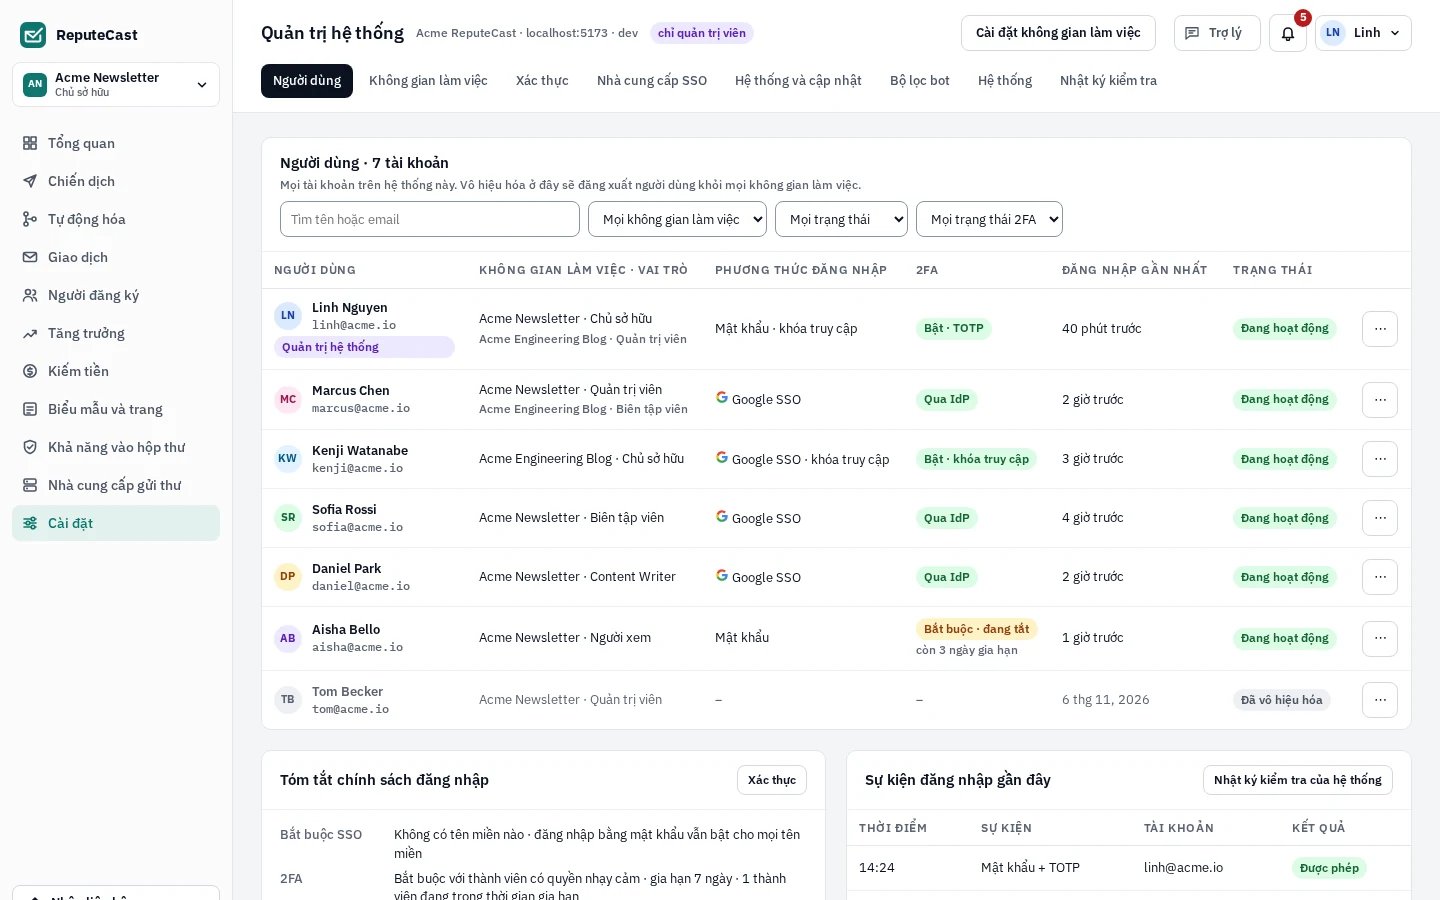 ReputeCast
AN
Acme Newsletter
Chủ sở hữu
Tổng quan
Chiến dịch
Tự động hóa
Giao dịch
Người đăng ký
Tăng trưởng
Kiếm tiền
Biểu mẫu và trang
Khả năng vào hộp thư
Nhà cung cấp gửi thư
Cài đặt
Quản trị hệ thống
Acme ReputeCast · localhost:5173 · dev
chỉ quản trị viên
Cài đặt không gian làm việc
Trợ lý
5
LN
Linh
Người dùng
Không gian làm việc
Xác thực
Nhà cung cấp SSO
Hệ thống và cập nhật
Bộ lọc bot
Hệ thống
Nhật ký kiểm tra
Người dùng · 7 tài khoản
Mọi tài khoản trên hệ thống này. Vô hiệu hóa ở đây sẽ đăng xuất người dùng khỏi mọi không gian làm việc.
Tìm tên hoặc email
Mọi không gian làm việc
Mọi trạng thái
Mọi trạng thái 2FA
NGƯỜI DÙNG
KHÔNG GIAN LÀM VIỆC · VAI TRÒ
PHƯƠNG THỨC ĐĂNG NHẬP
2FA
ĐĂNG NHẬP GẦN NHẤT
TRẠNG THÁI
LN
Linh Nguyen
linh@acme.io
Quản trị hệ thống
Acme Newsletter · Chủ sở hữu
Acme Engineering Blog · Quản trị viên
Mật khẩu · khóa truy cập
Bật · TOTP
40 phút trước
Đang hoạt động
...
MC
Marcus Chen
marcus@acme.io
Acme Newsletter · Quản trị viên
Acme Engineering Blog · Biên tập viên
Google SSO
Qua IdP
2 giờ trước
Đang hoạt động
...
KW
Kenji Watanabe
kenji@acme.io
Acme Engineering Blog · Chủ sở hữu
Google SSO · khóa truy cập
Bật · khóa truy cập
3 giờ trước
Đang hoạt động
...
SR
Sofia Rossi
sofia@acme.io
Acme Newsletter · Biên tập viên
Google SSO
Qua IdP
4 giờ trước
Đang hoạt động
...
DP
Daniel Park
daniel@acme.io
Acme Newsletter · Content Writer
Google SSO
Qua IdP
2 giờ trước
Đang hoạt động
...
AB
Aisha Bello
aisha@acme.io
Acme Newsletter · Người xem
Mật khẩu
Bắt buộc · đang tắt
còn 3 ngày gia hạn
1 giờ trước
Đang hoạt động
...
TB
Tom Becker
tom@acme.io
Acme Newsletter · Quản trị viên
–
–
6 thg 11, 2026
Đã vô hiệu hóa
...
Tóm tắt chính sách đăng nhập
Xác thực
Bắt buộc SSO
Không có tên miền nào · đăng nhập bằng mật khẩu vẫn bật cho mọi tên
miền
2FA
Bắt buộc với thành viên có quyền nhạy cảm · gia hạn 7 ngày · 1 thành
viên đang trong thời gian gia hạn
Sự kiện đăng nhập gần đây
Nhật ký kiểm tra của hệ thống
THỜI ĐIỂM
SỰ KIỆN
TÀI KHOẢN
KẾT QUẢ
14:24
Mật khẩu + TOTP
linh@acme.io
Được phép